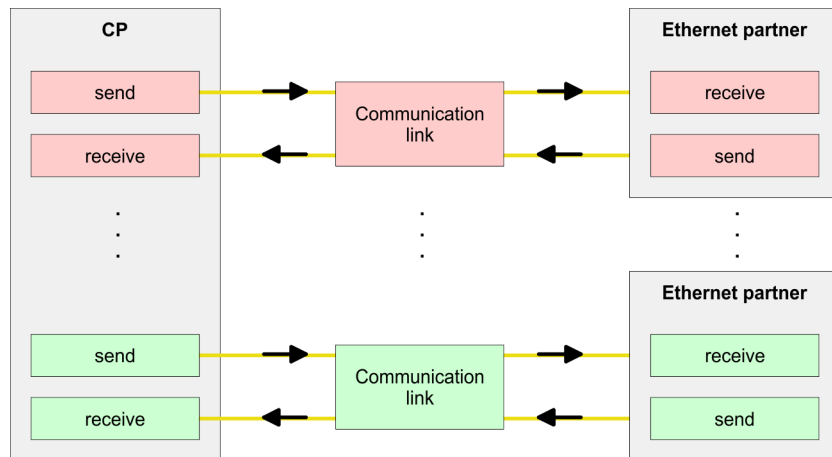 CP
Ethernet partner
send
receive
Communication
link
receive
send
Ethernet partner
send
receive
Communication
link
receive
send